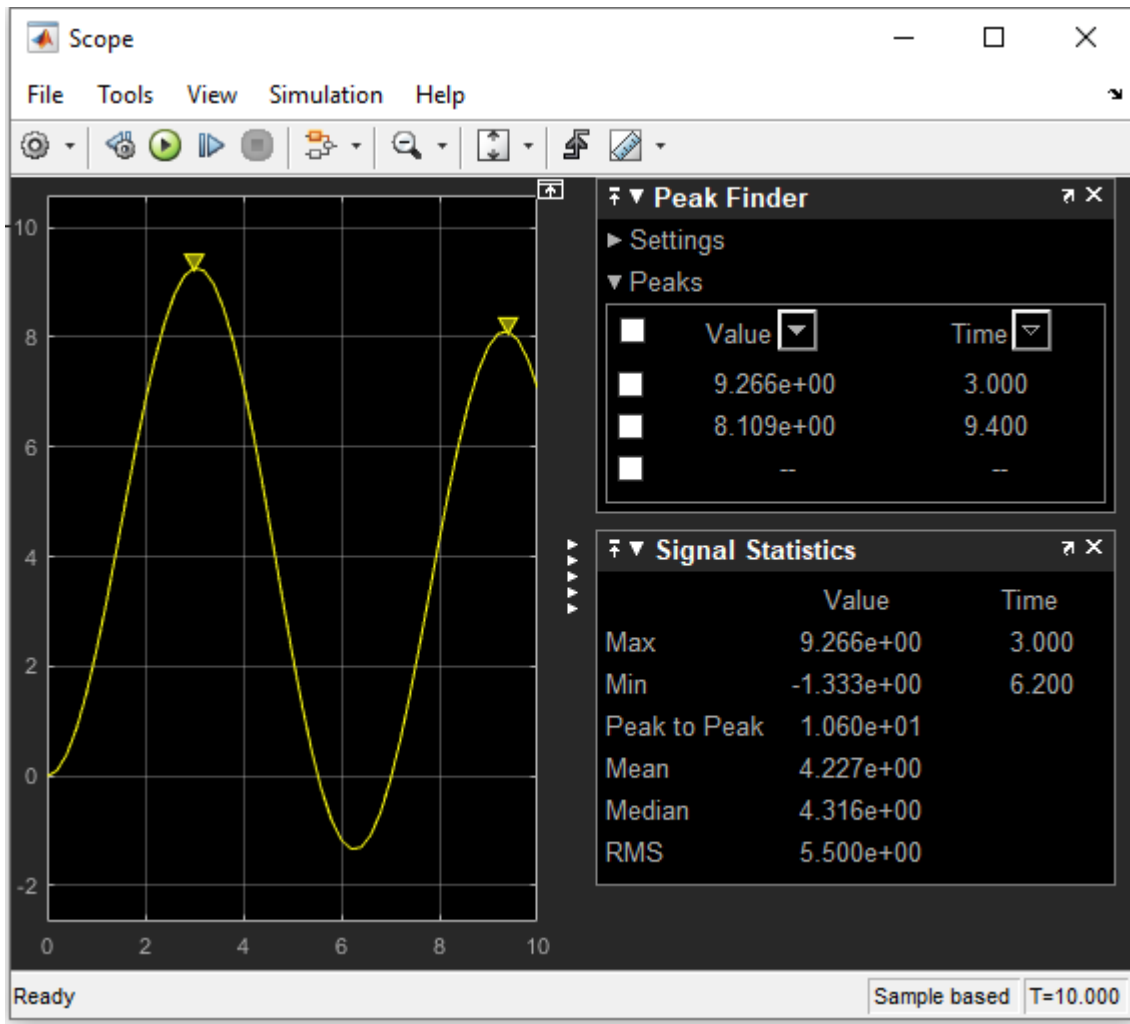 Scope
File Tools View Simulation Help
10
8
6
4
2
0
-2
0 2 4 6 8 10
Peak Finder
Settings
Peaks
Value Time
9.266e+00 3.000
8.109e+00 9.400
-- --
Signal Statistics
Value Time
Max 9.266e+00 3.000
Min -1.333e+00 6.200
Peak to Peak 1.060e+01
Mean 4.227e+00
Median 4.316e+00
RMS 5.500e+00
Ready Sample based T=10.000